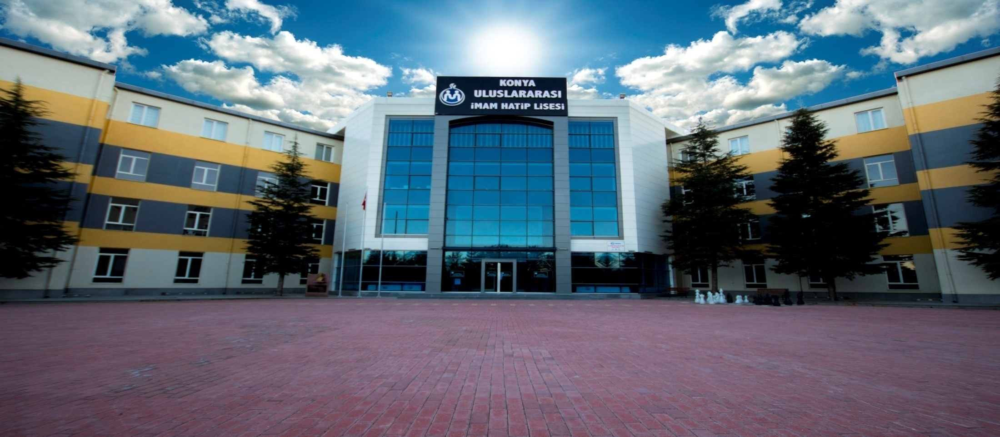 KONYA
ULUSLARARASI
İMAM HATİP LİSESİ